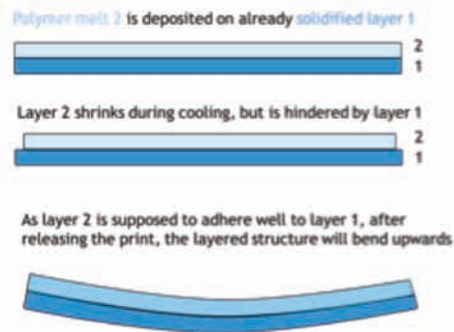 Polymer melt 2 is deposited on already solidified layer 1
2
1
Layer 2 shrinks during cooling, but is hindered by layer 1
2
1
As layer 2 is supposed to adhere well to layer 1, after
releasing the print, the layered structure will bend upwards